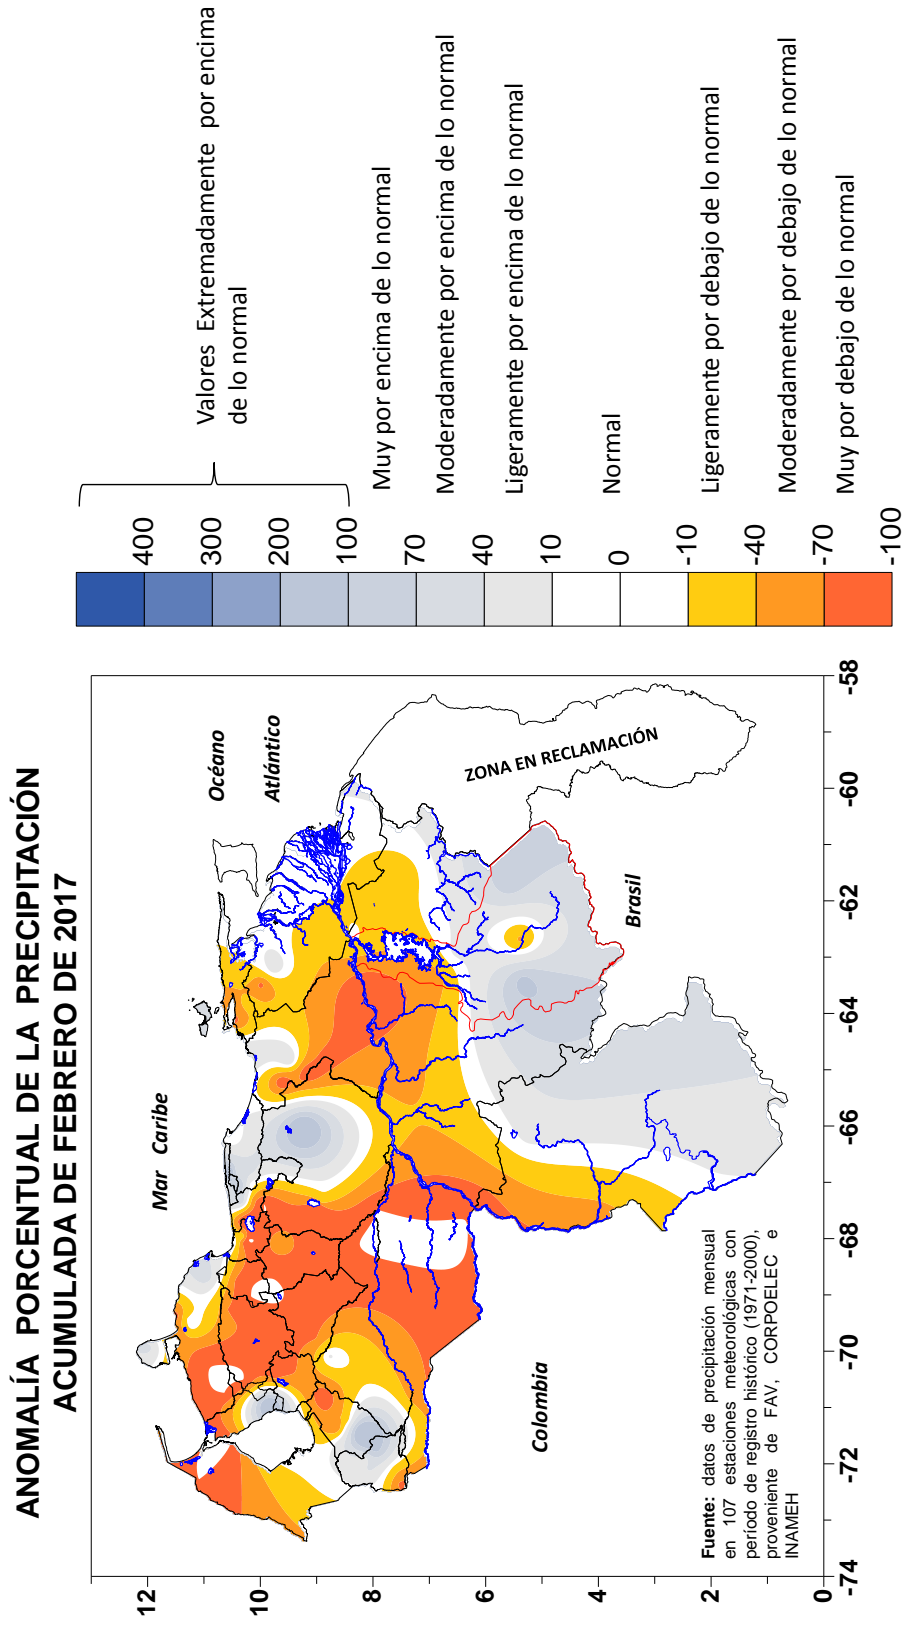 ANOMALÍA PORCENTUAL DE LA PRECIPITACIÓN
ACUMULADA DE FEBRERO DE 2017
Mar Caribe
Océano
Atlántico
ZONA EN RECLAMACIÓN
Brasil
Colombia
Fuente: datos de precipitación mensual
en 107 estaciones meteorológicas con
período de registro histórico (1971-2000),
proveniente de FAV, CORPOELEC e
INAMEH
12
10
8
6
4
2
0
-74
-72
-70
-68
-66
-64
-62
-60
-58
400
300
200
100
70
40
10
0
-10
-40
-70
-100
Valores Extremadamente por encima
de lo normal
Muy por encima de lo normal
Moderadamente por encima de lo normal
Ligeramente por encima de lo normal
Normal
Ligeramente por debajo de lo normal
Moderadamente por debajo de lo normal
Muy por debajo de lo normal